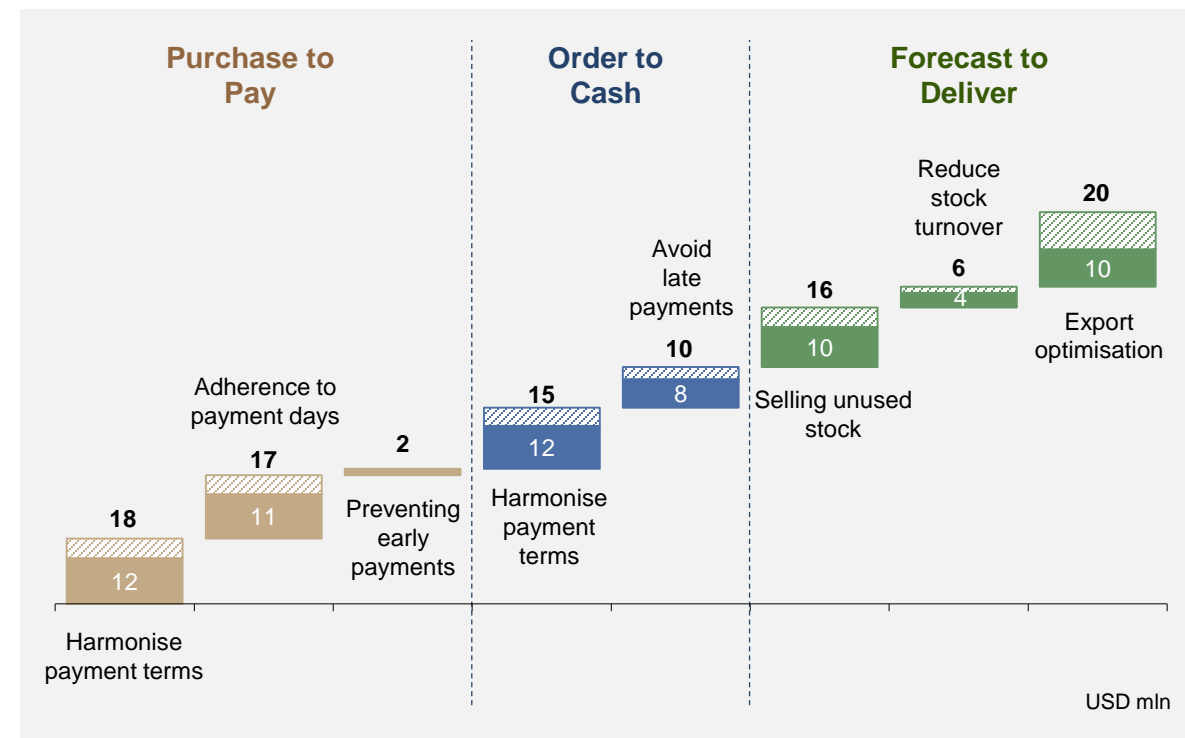 Purchase to
Pay
Order to
Cash
Forecast to
Deliver
18
12
Harmonise
payment terms
Adherence to
payment days
17
11
2
Preventing
early
payments
15
12
Harmonise
payment
terms
Avoid
late
payments
10
8
16
10
Selling unused
stock
Reduce
stock
turnover
6
4
20
10
Export
optimisation
USD mln